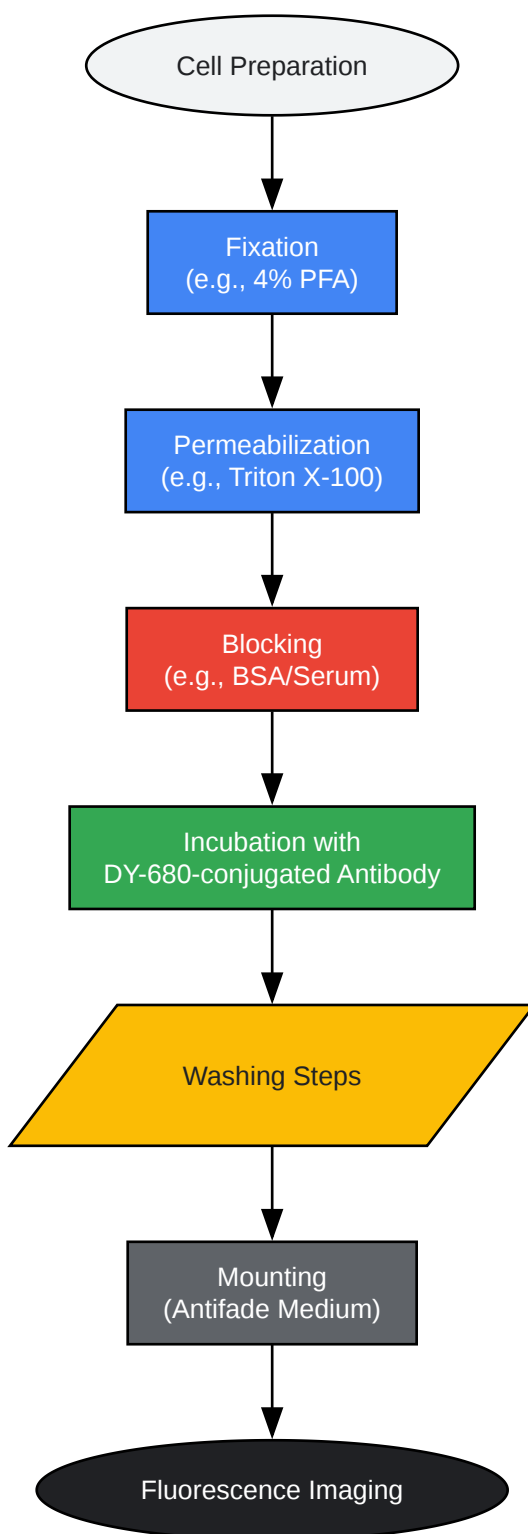 Cell Preparation
Fixation
(e.g., 4% PFA)
Permeabilization
(e.g., Triton X-100)
Blocking
(e.g., BSA/Serum)
Incubation with
DY-680-conjugated Antibody
Washing Steps
Mounting
(Antifade Medium)
Fluorescence Imaging